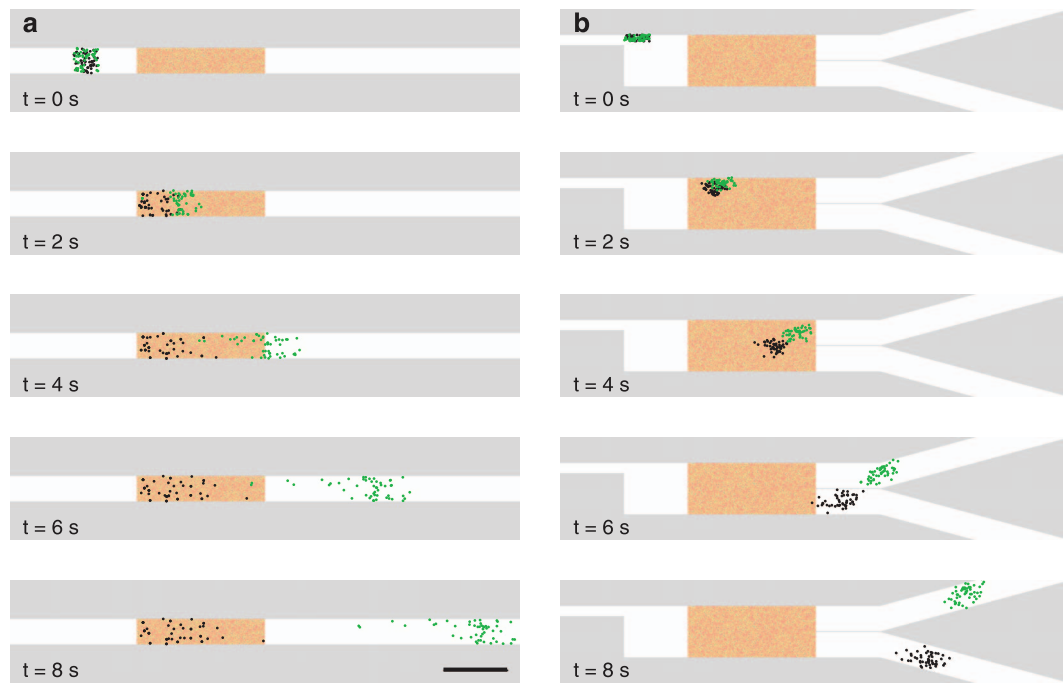 a
t = 0 s
t = 2 s
t = 4 s
t = 6 s
t = 8 s
b
t = 0 s
t = 2 s
t = 4 s
t = 6 s
t = 8 s